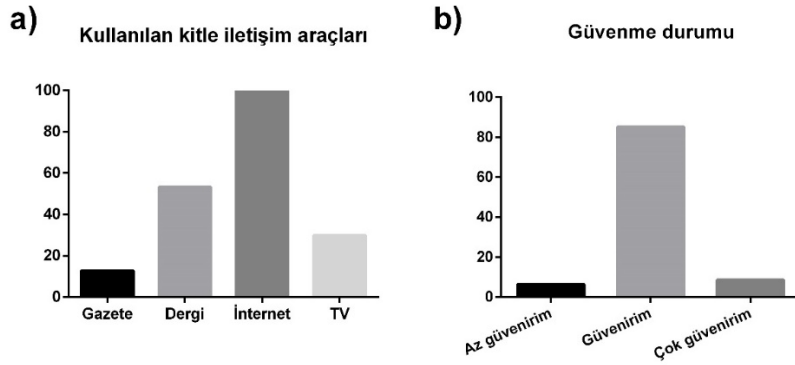 a)
Kullanılan kitle iletişim araçları
100
80
60
40
20
0
Gazete
Dergi
İnternet
TV
b)
Güvenme durumu
100
80
60
40
20
0
Az güvenirim
Güvenirim
Çok güvenirim